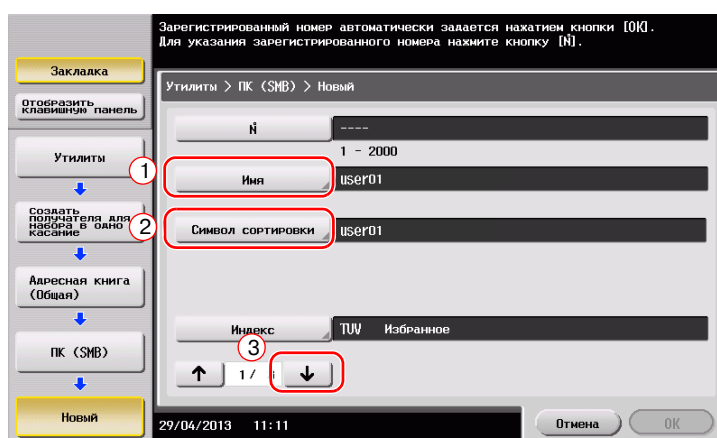 Зарегистрированный номер автоматически задается нажатием кнопки [OK].
Для указания зарегистрированного номера нажмите кнопку [N].
Закладка
Отобразить
клавишную панель
Утилиты > ПК (SMB) > Новый
N
----
1 - 2000
Утилиты
1
Имя
user01
Создать
получателя для
набора в одно
касание
2
Символ сортировки
user01
Адресная книга
(Общая)
Индекс
TUV Избранное
3
ПК (SMB)
↑ 1/ ↓
Новый
29/04/2013 11:11
Отмена
OK